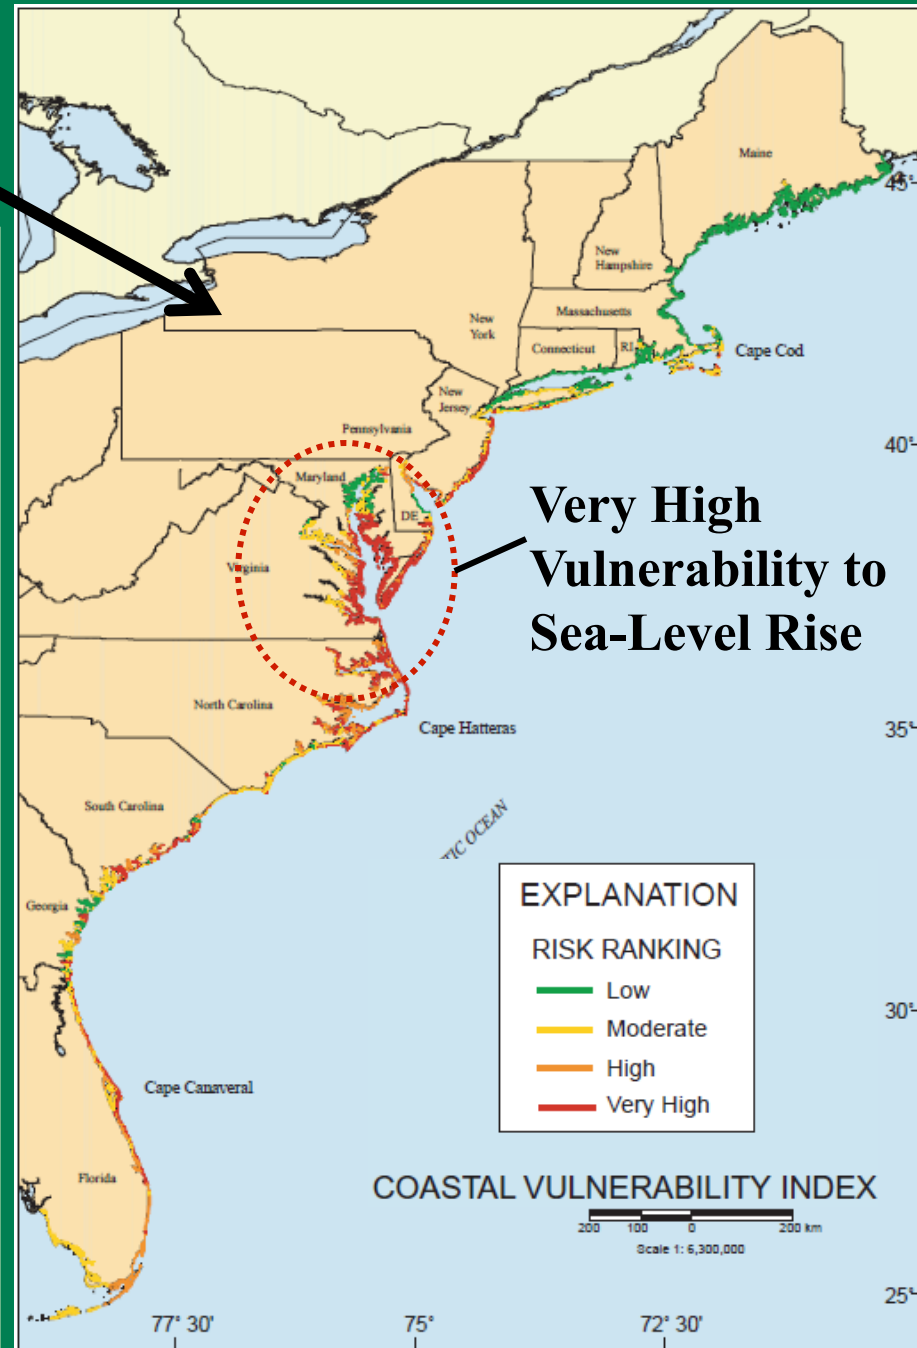 Maine
45°
New
Hampshire
Massachusetts
New
York
Connecticut
RI
Cape Cod
New
Jersey
Pennsylvania
40°
Maryland
DE
Very High
Vulnerability to
Sea-Level Rise
Virginia
North Carolina
Cape Hatteras
35°
South Carolina
TIC OCEAN
Georgia
EXPLANATION
RISK RANKING
Low
Moderate
High
Very High
30°
Cape Canaveral
Florida
COASTAL VULNERABILITY INDEX
200 100 0 200 km
Scale 1: 6,300,000
25°
77° 30' 75° 72° 30'